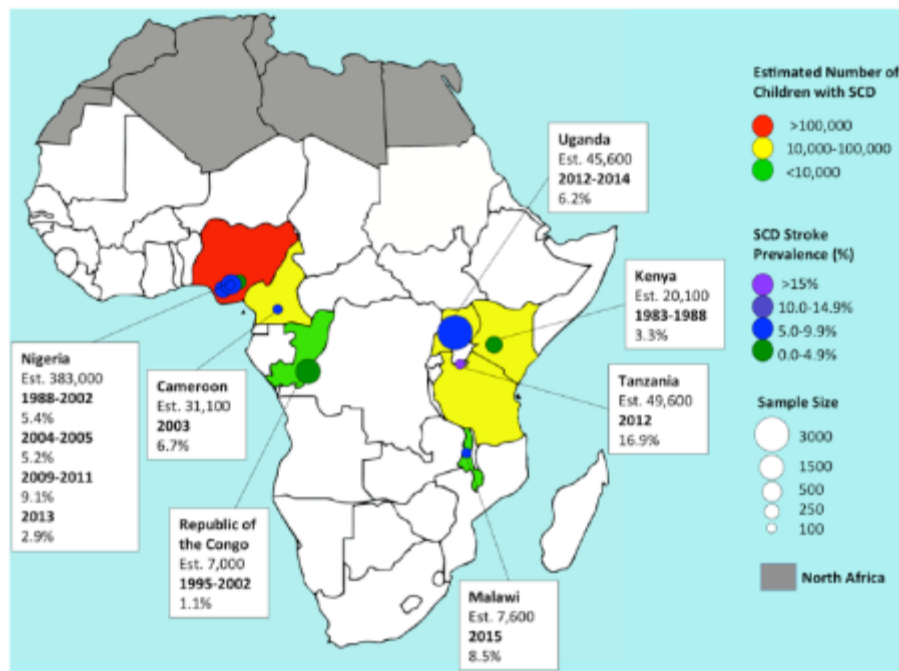 Estimated Number of
Children with SCD
>100,000
10,000-100,000
<10,000
SCD Stroke
Prevalence (%)
>15%
10.0-14.9%
5.0-9.9%
0.0-4.9%
Sample Size
3000
1500
500
250
100
North Africa
Uganda
Est. 45,600
2012-2014
6.2%
Kenya
Est. 20,100
1983-1988
3.3%
Tanzania
Est. 49,600
2012
16.9%
Nigeria
Est. 383,000
1988-2002
5.4%
2004-2005
5.2%
2009-2011
9.1%
2013
2.9%
Cameroon
Est. 31,100
2003
6.7%
Republic of
the Congo
Est. 7,000
1995-2002
1.1%
Malawi
Est. 7,600
2015
8.5%